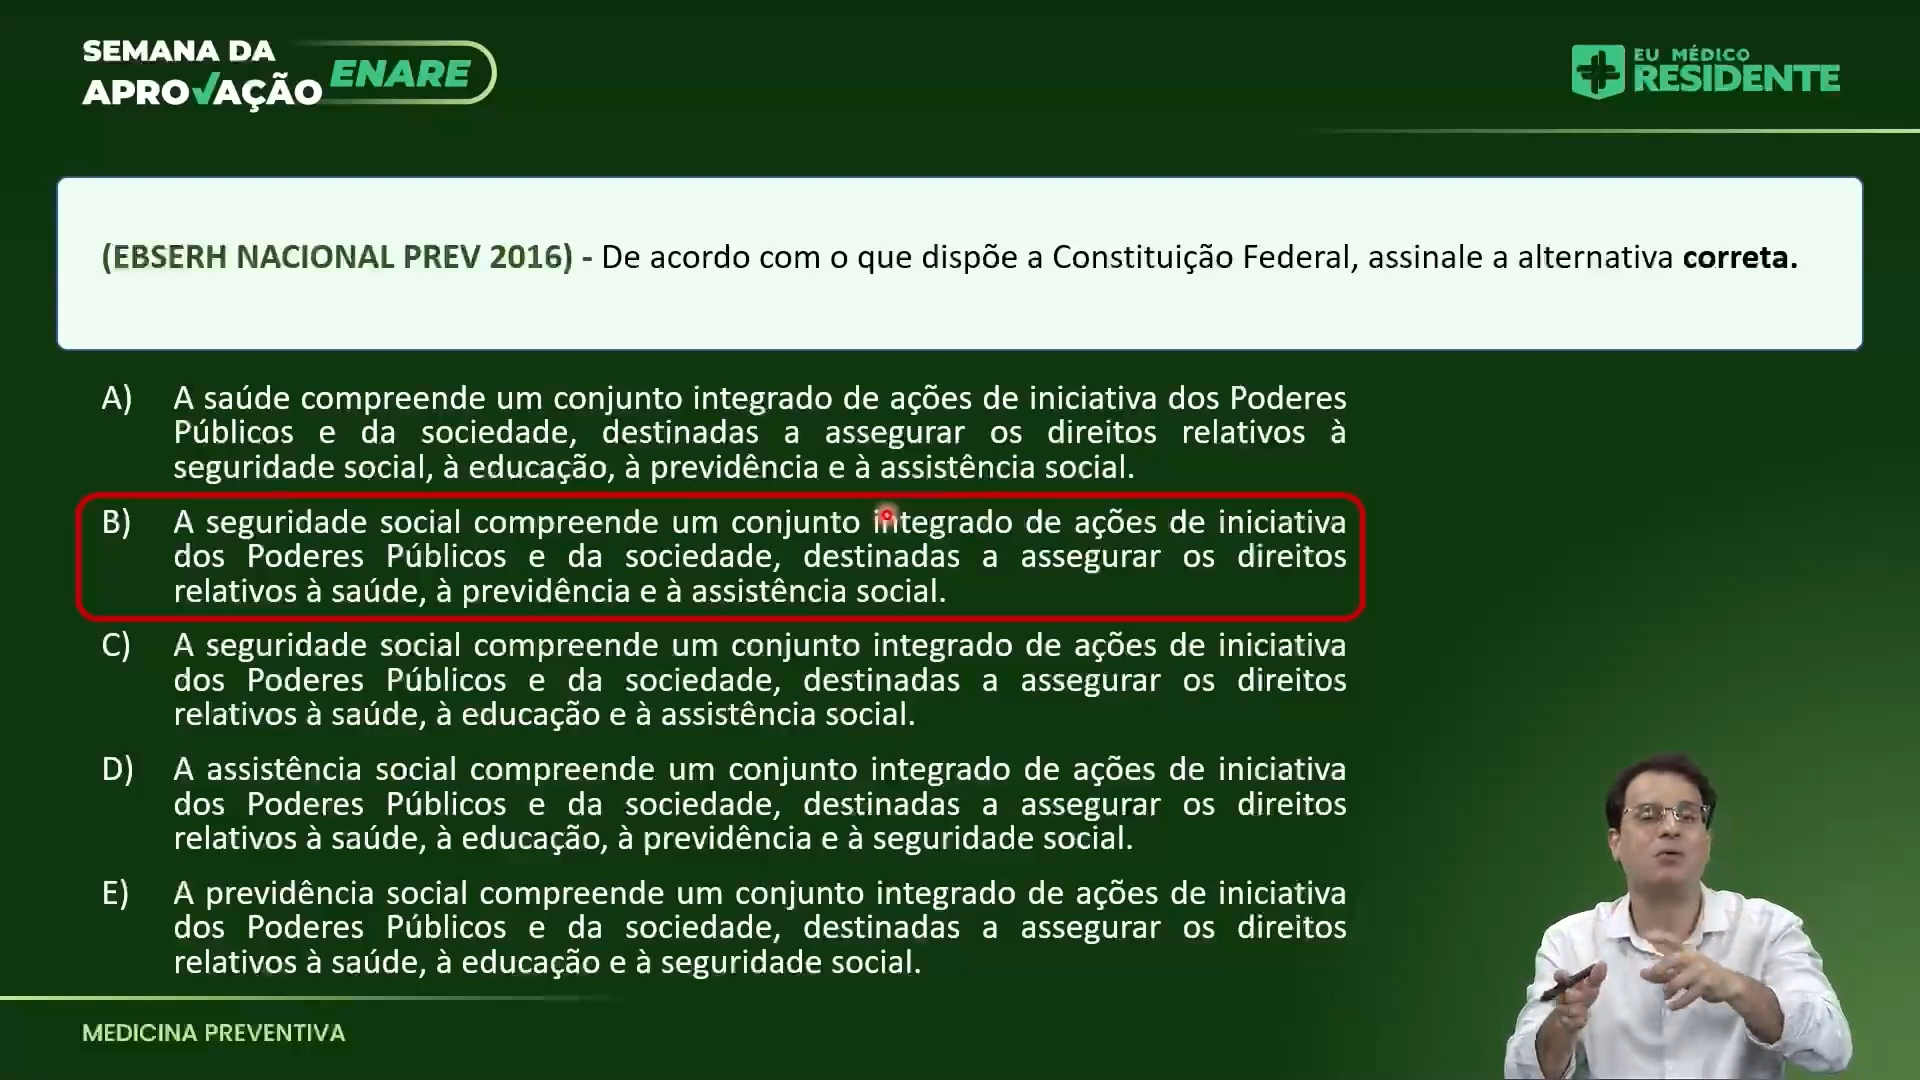 SEMANA DA
APROVAÇÃO ENARE
EU MÉDICO
RESIDENTE
(EBSERH NACIONAL PREV 2016) - De acordo com o que dispõe a Constituição Federal, assinale a alternativa correta.
A) A saúde compreende um conjunto integrado de ações de iniciativa dos Poderes
Públicos e da sociedade, destinadas a assegurar os direitos relativos à
seguridade social, à educação, à previdência e à assistência social.
B) A seguridade social compreende um conjunto integrado de ações de iniciativa
dos Poderes Públicos e da sociedade, destinadas a assegurar os direitos
relativos à saúde, à previdência e à assistência social.
C) A seguridade social compreende um conjunto integrado de ações de iniciativa
dos Poderes Públicos e da sociedade, destinadas a assegurar os direitos
relativos à saúde, à educação e à assistência social.
D) A assistência social compreende um conjunto integrado de ações de iniciativa
dos Poderes Públicos e da sociedade, destinadas a assegurar os direitos
relativos à saúde, à educação, à previdência e à seguridade social.
E) A previdência social compreende um conjunto integrado de ações de iniciativa
dos Poderes Públicos e da sociedade, destinadas a assegurar os direitos
relativos à saúde, à educação e à seguridade social.
MEDICINA PREVENTIVA